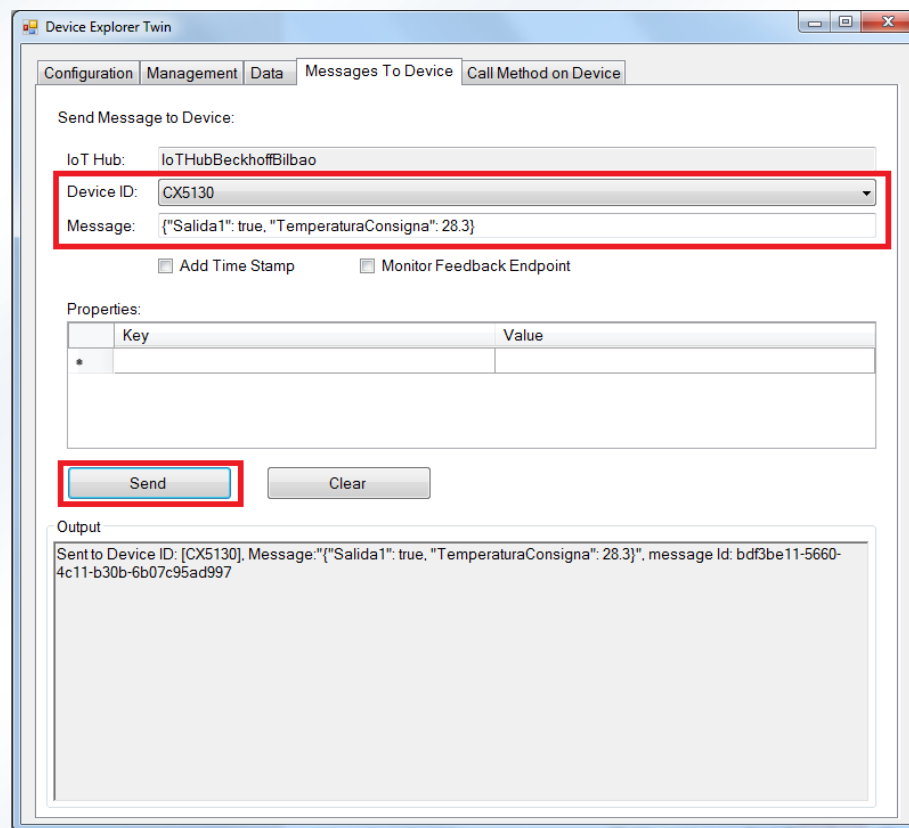 Device Explorer Twin
Configuration Management Data Messages To Device Call Method on Device
Send Message to Device:
IoT Hub: IoTHubBeckhoffBilbao
Device ID: CX5130
Message: {"Salida1": true, "TemperaturaConsigna": 28.3}
Add Time Stamp Monitor Feedback Endpoint
Properties:
Key Value
*
Send Clear
Output
Sent to Device ID: [CX5130], Message:"{"Salida1": true, "TemperaturaConsigna": 28.3}", message Id: bdf3be11-5660-
4c11-b30b-6b07c95ad997